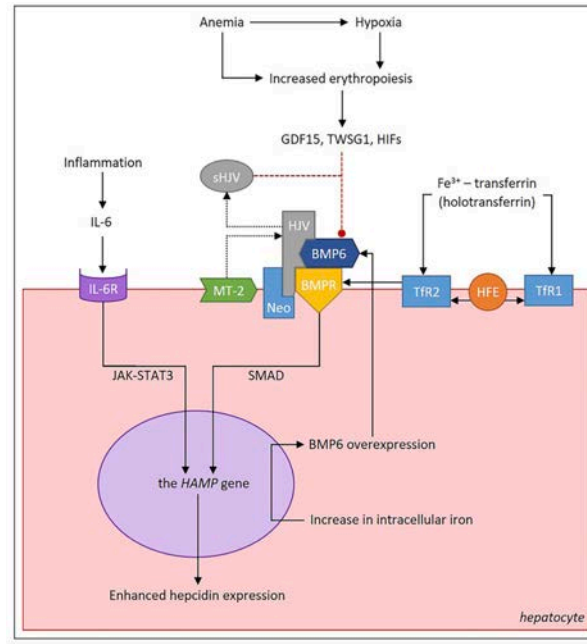 Anemia
Hypoxia
Increased erythropoiesis
GDF15, TWSG1, HIFs
Inflammation
sHJV
Fe³⁺ – transferrin
(holotransferrin)
IL-6
HJV
BMP6
IL-6R
MT-2
Neo
BMPR
TfR2
HFE
TfR1
JAK-STAT3
SMAD
BMP6 overexpression
the HAMP gene
Increase in intracellular iron
Enhanced hepcidin expression
hepatocyte